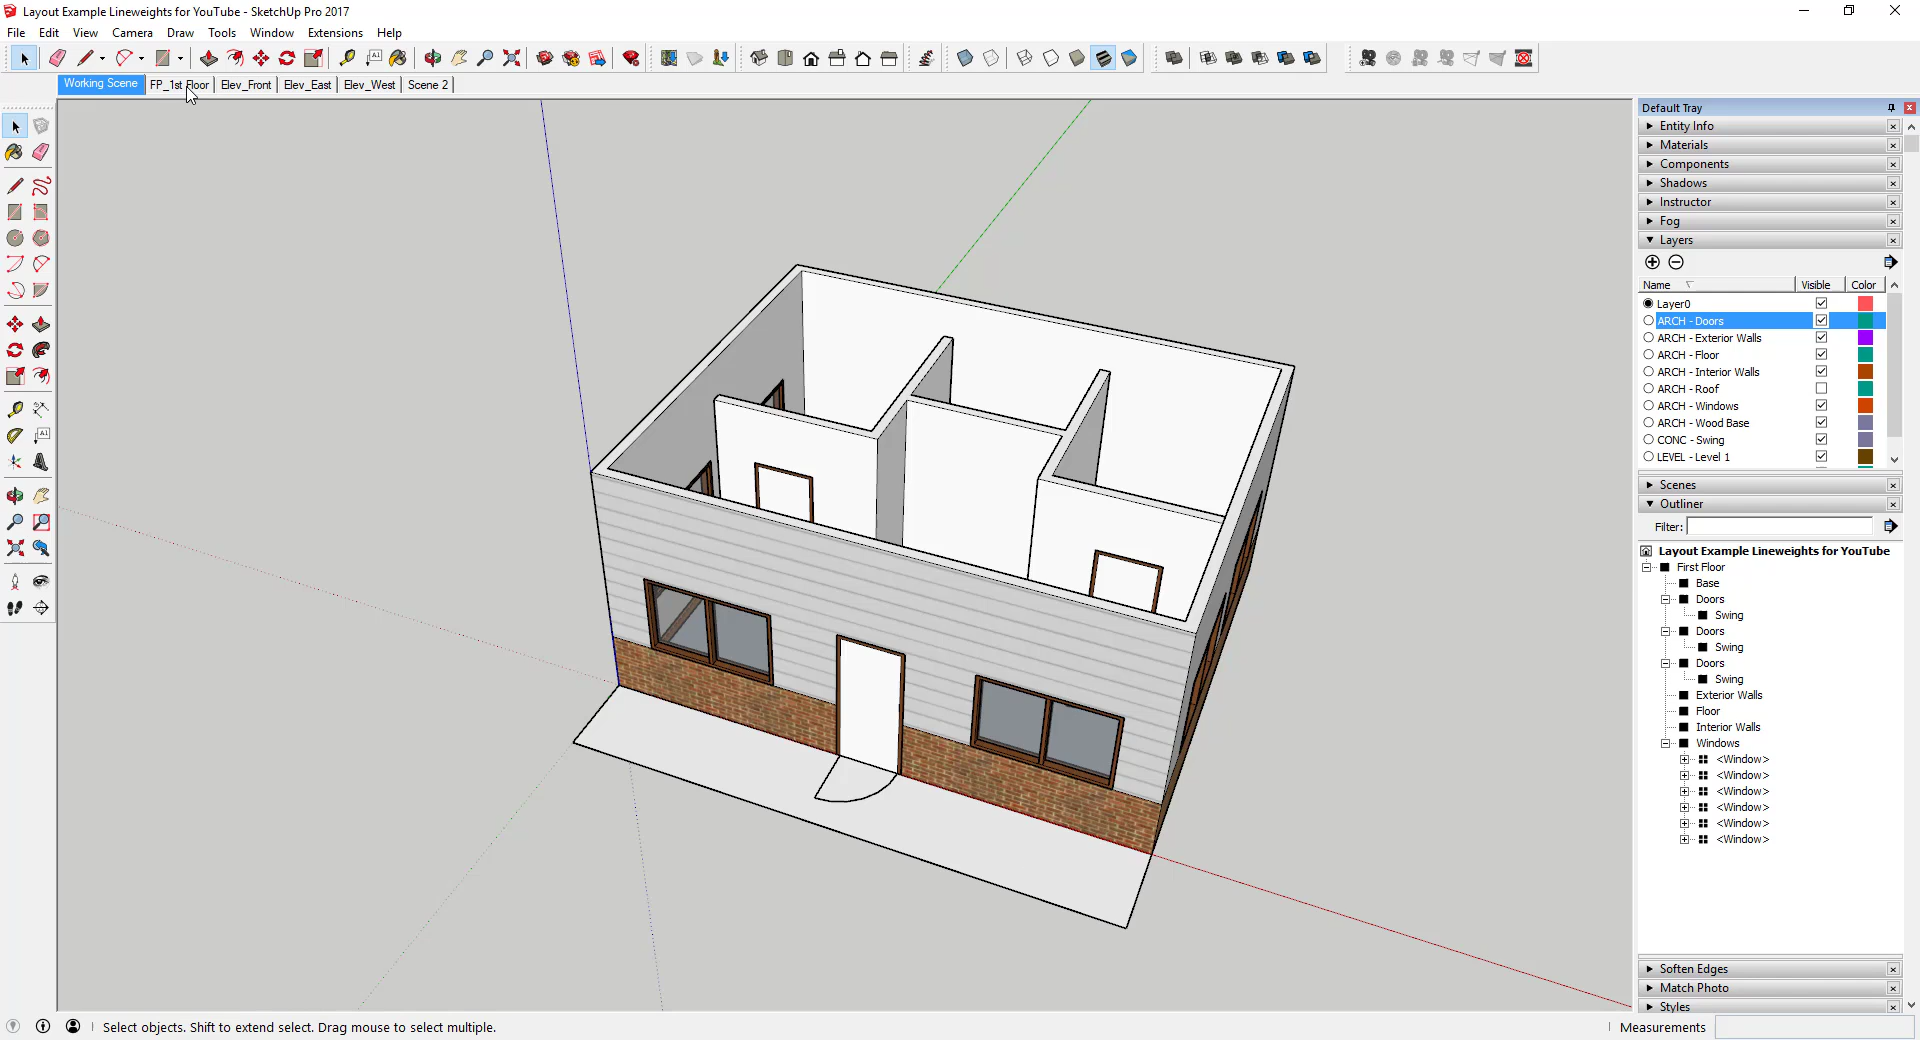 Layout Example Lineweights for YouTube - SketchUp Pro 2017
File Edit View Camera Draw Tools Window Extensions Help
Working Scene FP_1st Floor Elev_Front Elev_East Elev_West Scene 2
Default Tray
Entity Info
Materials
Components
Shadows
Instructor
Fog
Layers
Name Visible Color
Layer0
ARCH - Doors
ARCH - Exterior Walls
ARCH - Floor
ARCH - Interior Walls
ARCH - Roof
ARCH - Windows
ARCH - Wood Base
CONC - Swing
LEVEL - Level 1
Scenes
Outliner
Filter:
Layout Example Lineweights for YouTube
First Floor
Base
Doors
Swing
Doors
Swing
Doors
Swing
Exterior Walls
Floor
Interior Walls
Windows
<Window>
<Window>
<Window>
<Window>
<Window>
<Window>
Soften Edges
Match Photo
Styles
Select objects. Shift to extend select. Drag mouse to select multiple.
Measurements